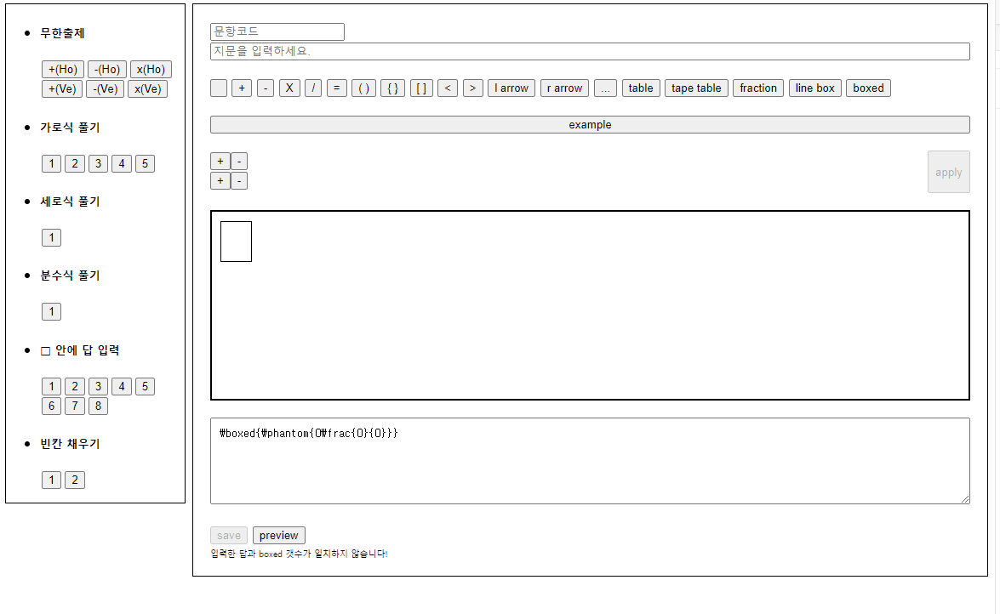 무한출제
+(Ho) -(Ho) x(Ho)
+(Ve) -(Ve) x(Ve)
가로식 풀기
1 2 3 4 5
세로식 풀기
1
분수식 풀기
1
□ 안에 답 입력
1 2 3 4 5
6 7 8
빈칸 채우기
1 2
문항코드
지문을 입력하세요.
+ - X / = ( ) { } [ ] < > l arrow r arrow ... table tape table fraction line box boxed
example
+ -
+ -
apply
₩boxed{₩phantom{0₩frac{0}{0}}}
save preview
입력한 답과 boxed 갯수가 일치하지 않습니다!